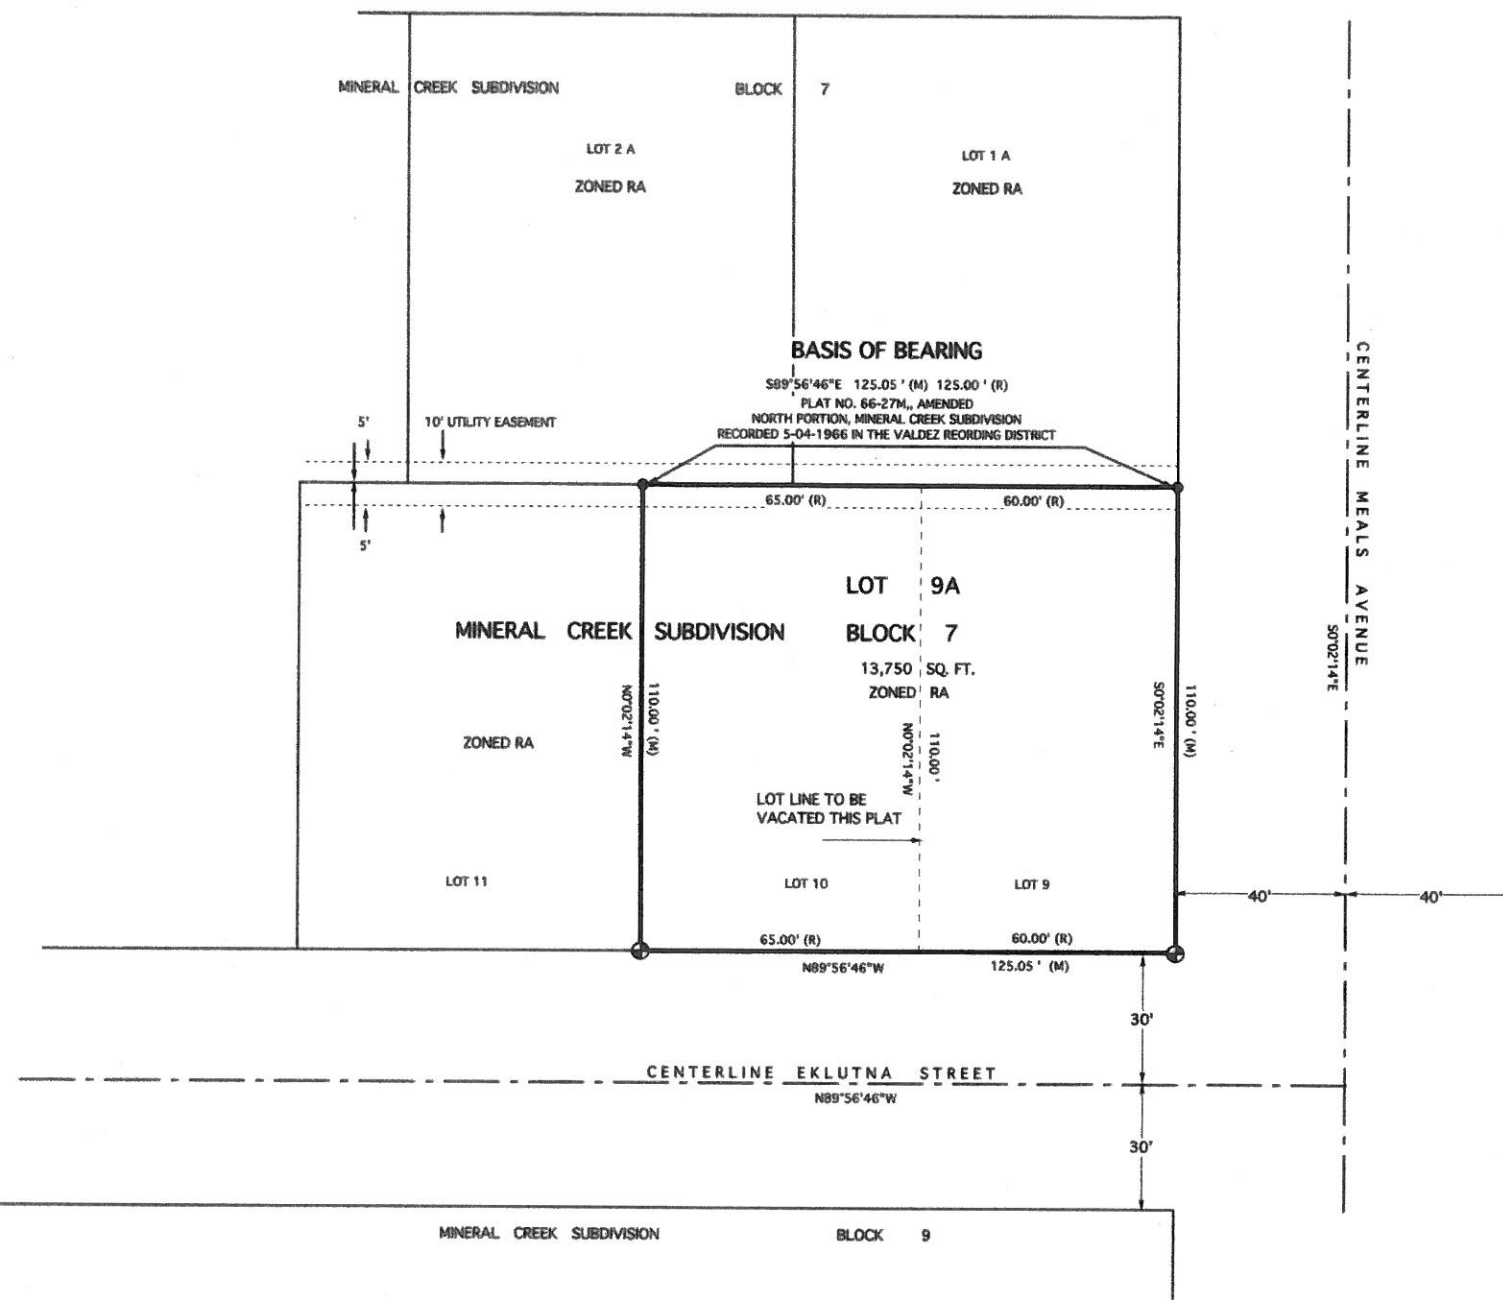 MINERAL CREEK SUBDIVISION BLOCK 7
LOT 2 A
ZONED RA
LOT 1 A
ZONED RA
BASIS OF BEARING
S89°56'46"E 125.05 ' (M) 125.00 ' (R)
PLAT NO. 66-27M,, AMENDED
NORTH PORTION, MINERAL CREEK SUBDIVISION
RECORDED 5-04-1966 IN THE VALDEZ REORDING DISTRICT
5'
10' UTILITY EASEMENT
5'
65.00' (R)
60.00' (R)
CENTERLINE MEALS AVENUE
S0°02'14"E
LOT 9A
MINERAL CREEK SUBDIVISION BLOCK 7
13,750 SQ. FT.
ZONED RA
N0°02'14"W
110.00 ' (M)
N0°02'14"W
110.00 '
S0°02'14"E
110.00 ' (M)
ZONED RA
LOT LINE TO BE
VACATED THIS PLAT
LOT 11
LOT 10
LOT 9
40'
40'
65.00' (R)
60.00' (R)
N89°56'46"W
125.05 ' (M)
30'
CENTERLINE EKLUTNA STREET
N89°56'46"W
30'
MINERAL CREEK SUBDIVISION BLOCK 9